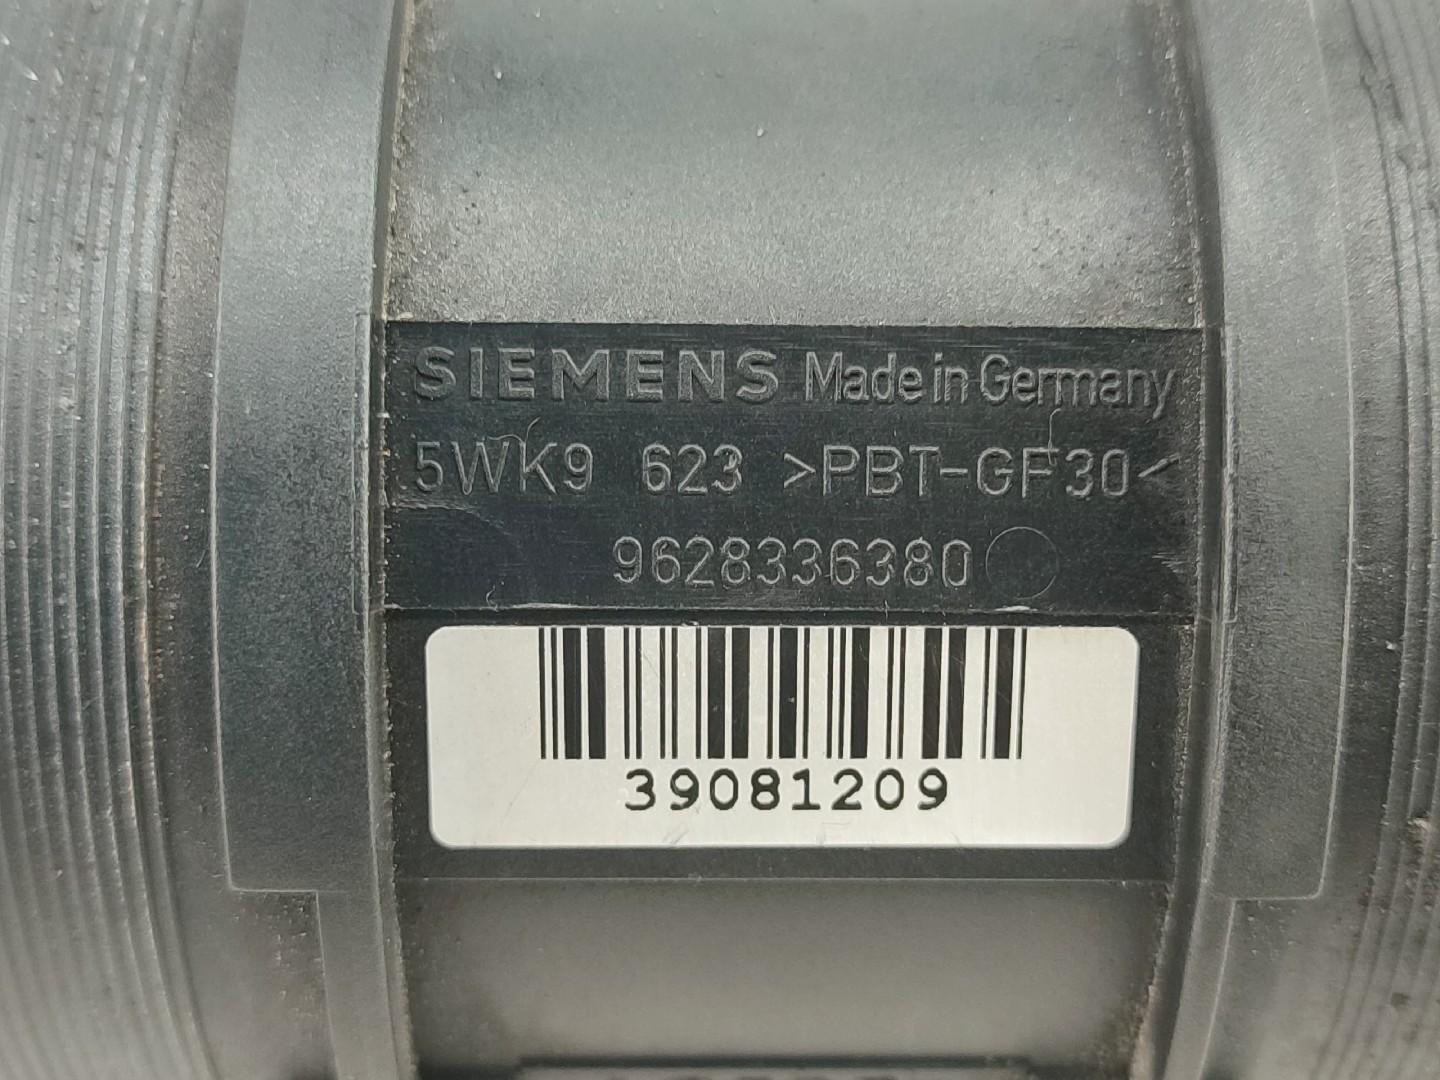 SIEMENS Made in Germany
5WK9 623 >PBT-GF30<
9628336380
39081209